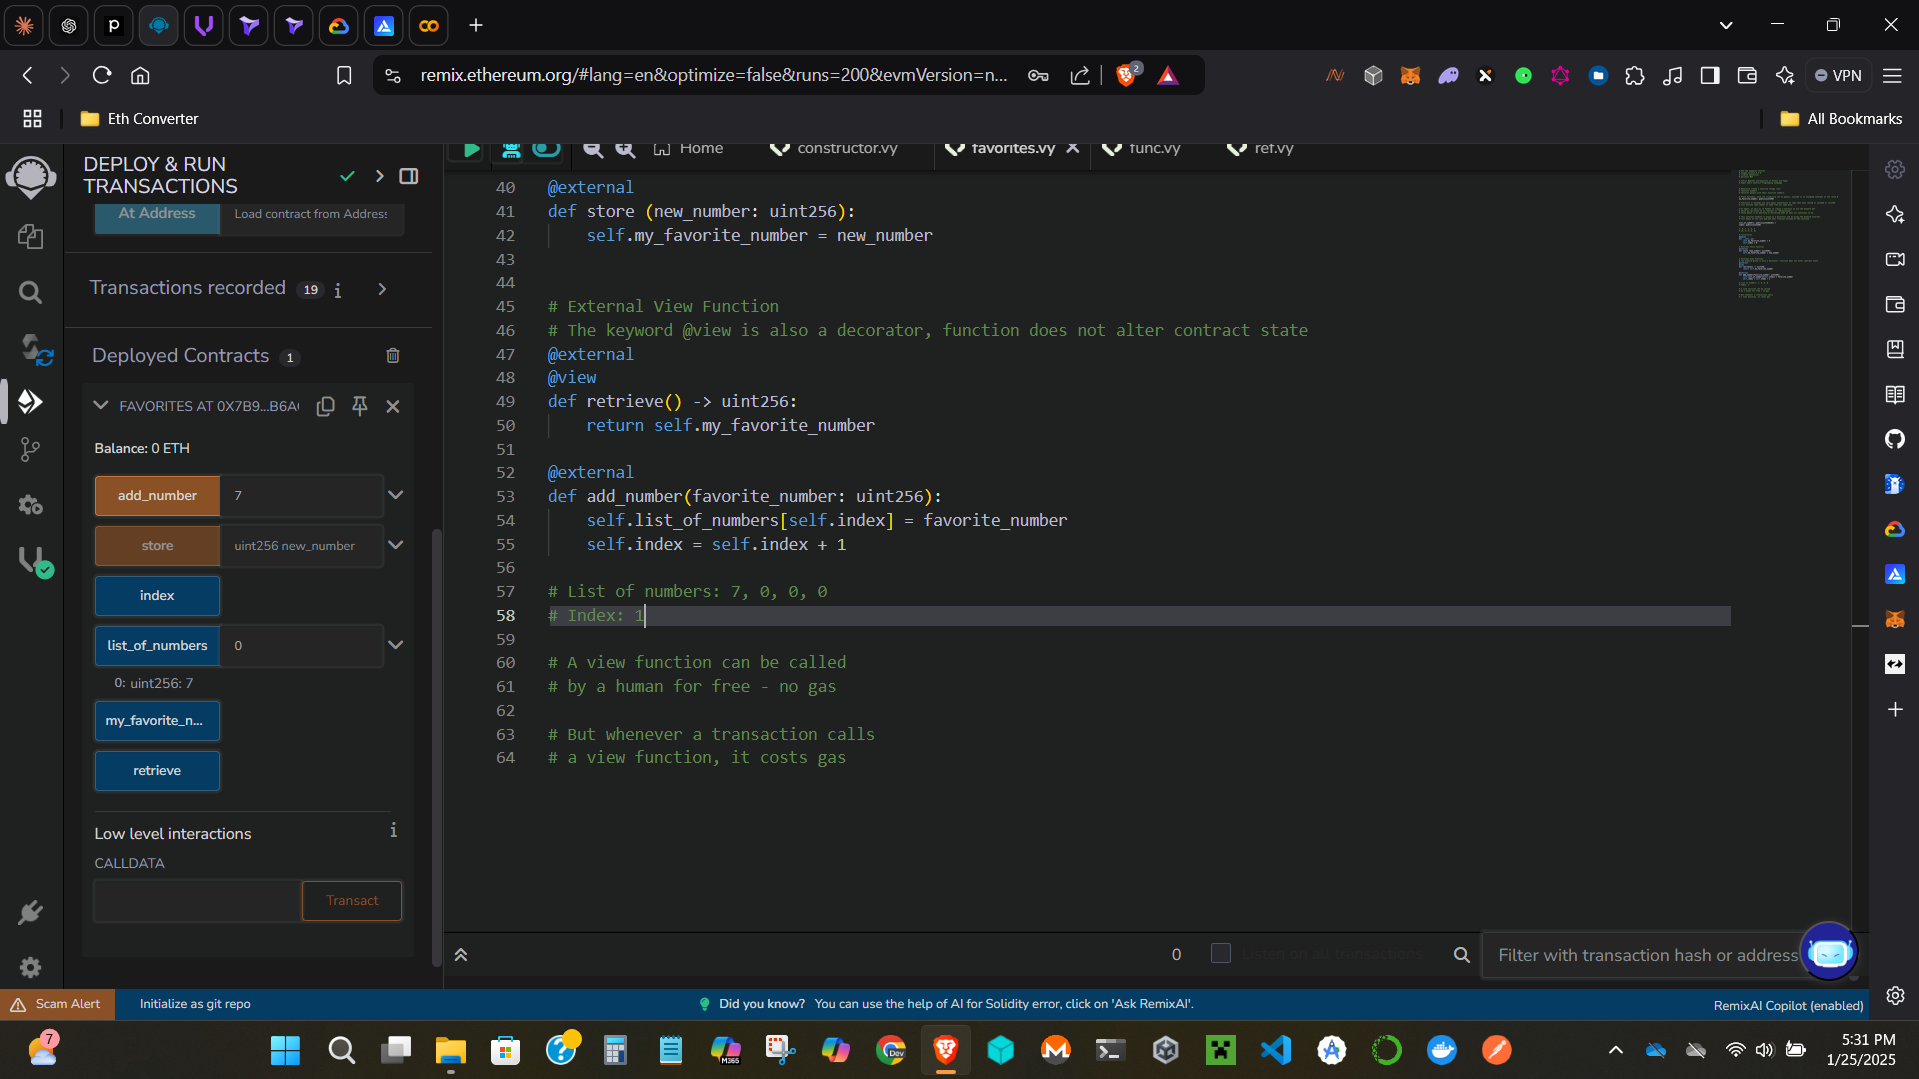 remix.ethereum.org/#lang=en&optimize=false&runs=200&evmVersion=n...
2
VPN
Eth Converter
All Bookmarks
DEPLOY & RUN
TRANSACTIONS
At Address
Load contract from Address
Transactions recorded 19 i
Deployed Contracts 1
FAVORITES AT 0X7B9...B6A
Balance: 0 ETH
add_number 7
store uint256 new_number
index
list_of_numbers 0
0: uint256: 7
my_favorite_n...
retrieve
Low level interactions i
CALLDATA
Transact
Home
constructor.vy
favorites.vy
func.vy
ref.vy
40 @external
41 def store (new_number: uint256):
42 self.my_favorite_number = new_number
43
44
45 # External View Function
46 # The keyword @view is also a decorator, function does not alter contract state
47 @external
48 @view
49 def retrieve() -> uint256:
50 return self.my_favorite_number
51
52 @external
53 def add_number(favorite_number: uint256):
54 self.list_of_numbers[self.index] = favorite_number
55 self.index = self.index + 1
56
57 # List of numbers: 7, 0, 0, 0
58 # Index: 1
59
60 # A view function can be called
61 # by a human for free - no gas
62
63 # But whenever a transaction calls
64 # a view function, it costs gas
0
Filter with transaction hash or address
Scam Alert
Initialize as git repo
Did you know? You can use the help of AI for Solidity error, click on 'Ask RemixAI'.
RemixAI Copilot (enabled)
7
M365
Dev
5:31 PM
1/25/2025